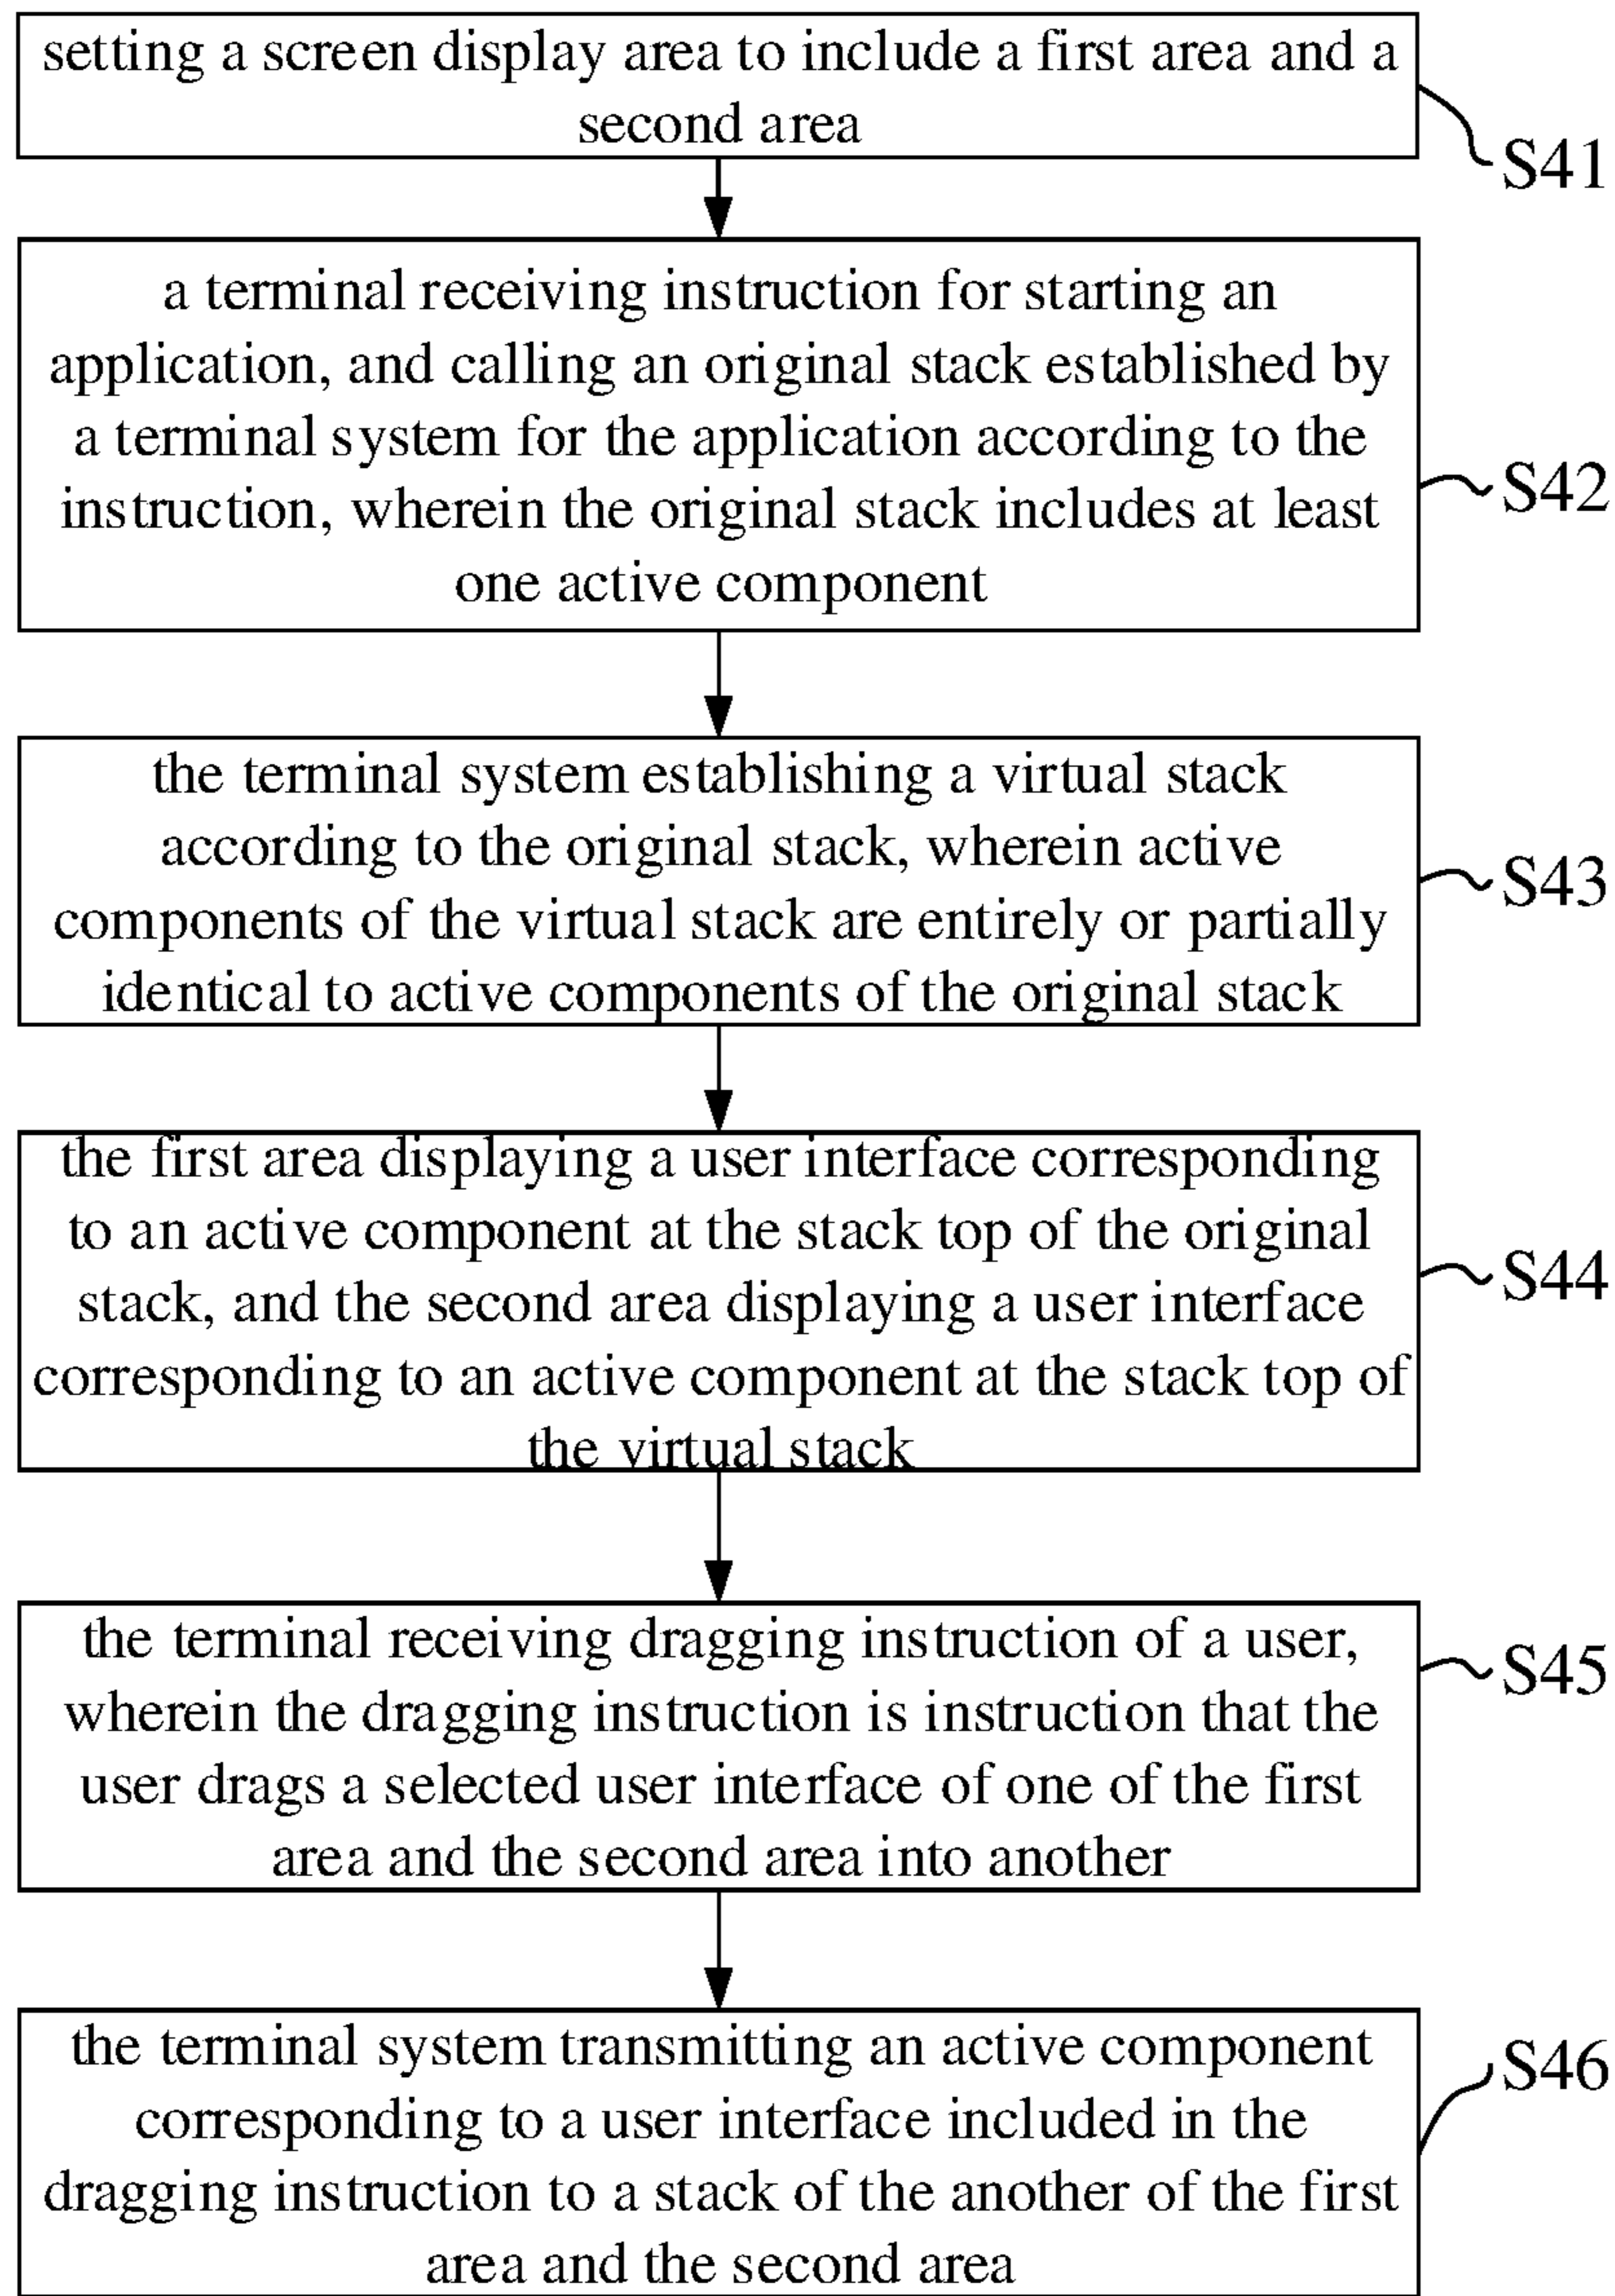 setting a screen display area to include a first area and a
second area
S41
a terminal receiving instruction for starting an
application, and calling an original stack established by
a terminal system for the application according to the
instruction, wherein the original stack includes at least
one active component
S42
the terminal system establishing a virtual stack
according to the original stack, wherein active
components of the virtual stack are entirely or partially
identical to active components of the original stack
S43
the first area displaying a user interface corresponding
to an active component at the stack top of the original
stack, and the second area displaying a user interface
corresponding to an active component at the stack top of
the virtual stack
S44
the terminal receiving dragging instruction of a user,
wherein the dragging instruction is instruction that the
user drags a selected user interface of one of the first
area and the second area into another
S45
the terminal system transmitting an active component
corresponding to a user interface included in the
dragging instruction to a stack of the another of the first
area and the second area
S46